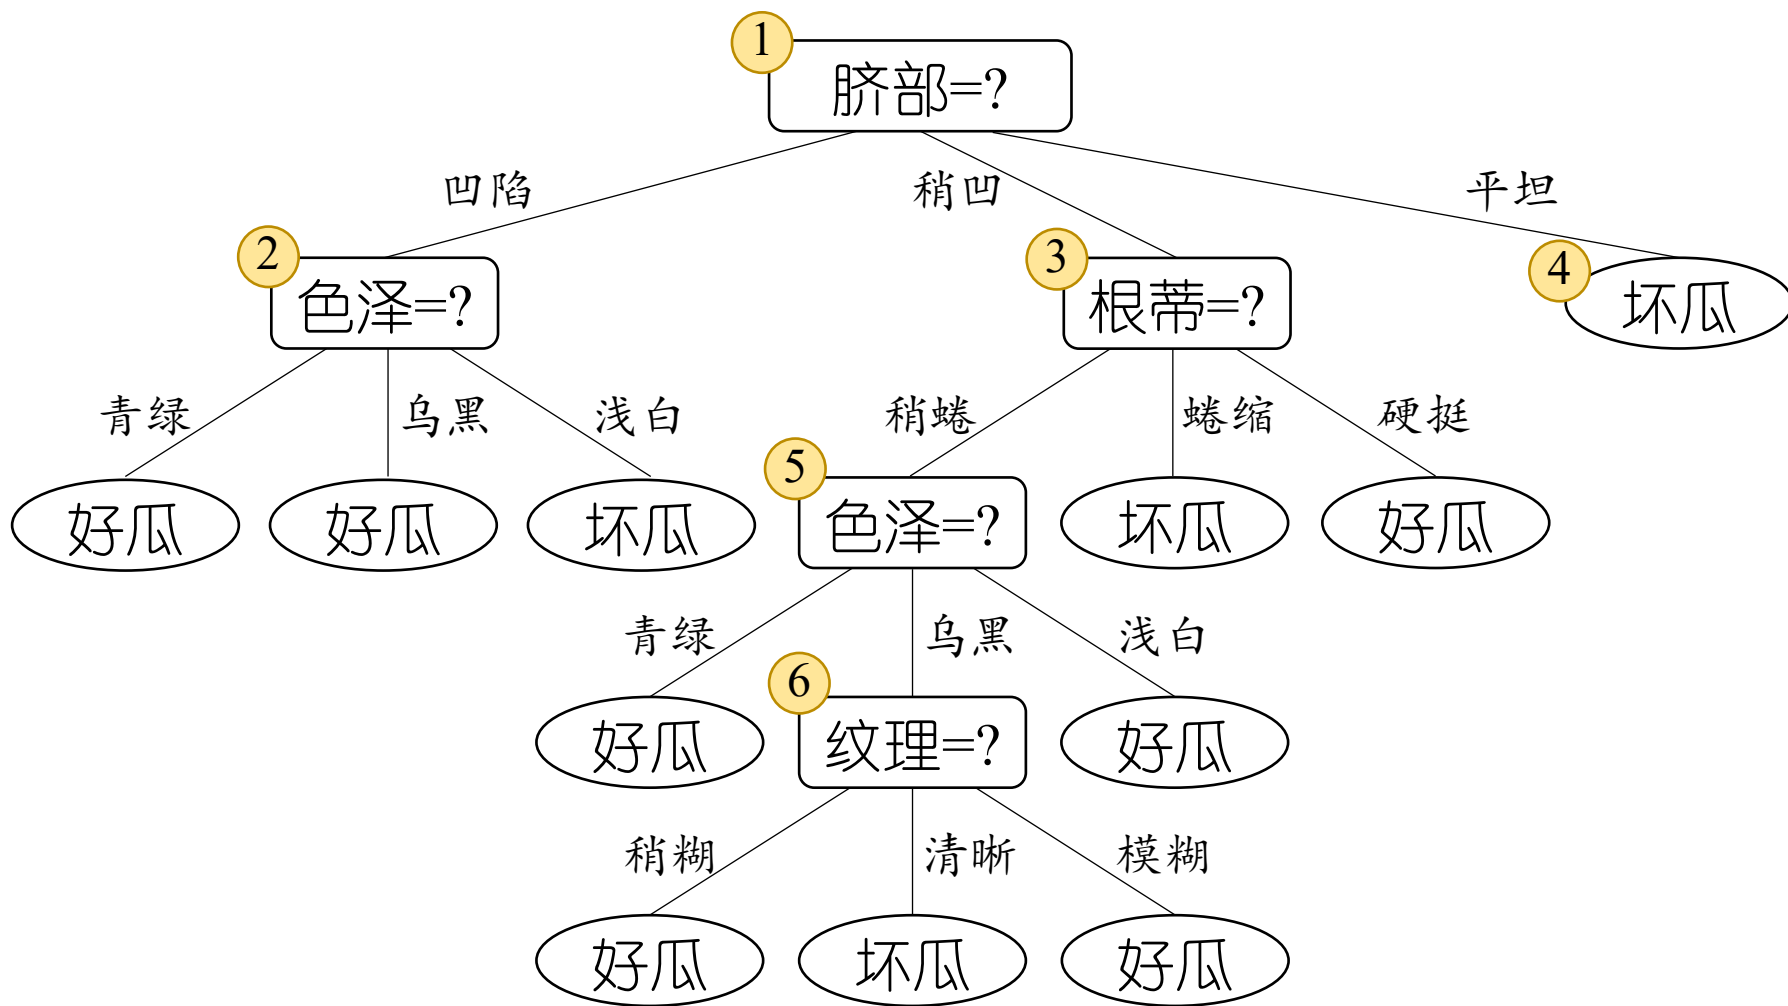 1
脐部=?
凹陷
稍凹
平坦
2
色泽=?
3
根蒂=?
4
坏瓜
青绿
乌黑
浅白
稍蜷
蜷缩
硬挺
好瓜
好瓜
坏瓜
5
色泽=?
坏瓜
好瓜
青绿
乌黑
浅白
好瓜
6
纹理=?
好瓜
稍糊
清晰
模糊
好瓜
坏瓜
好瓜